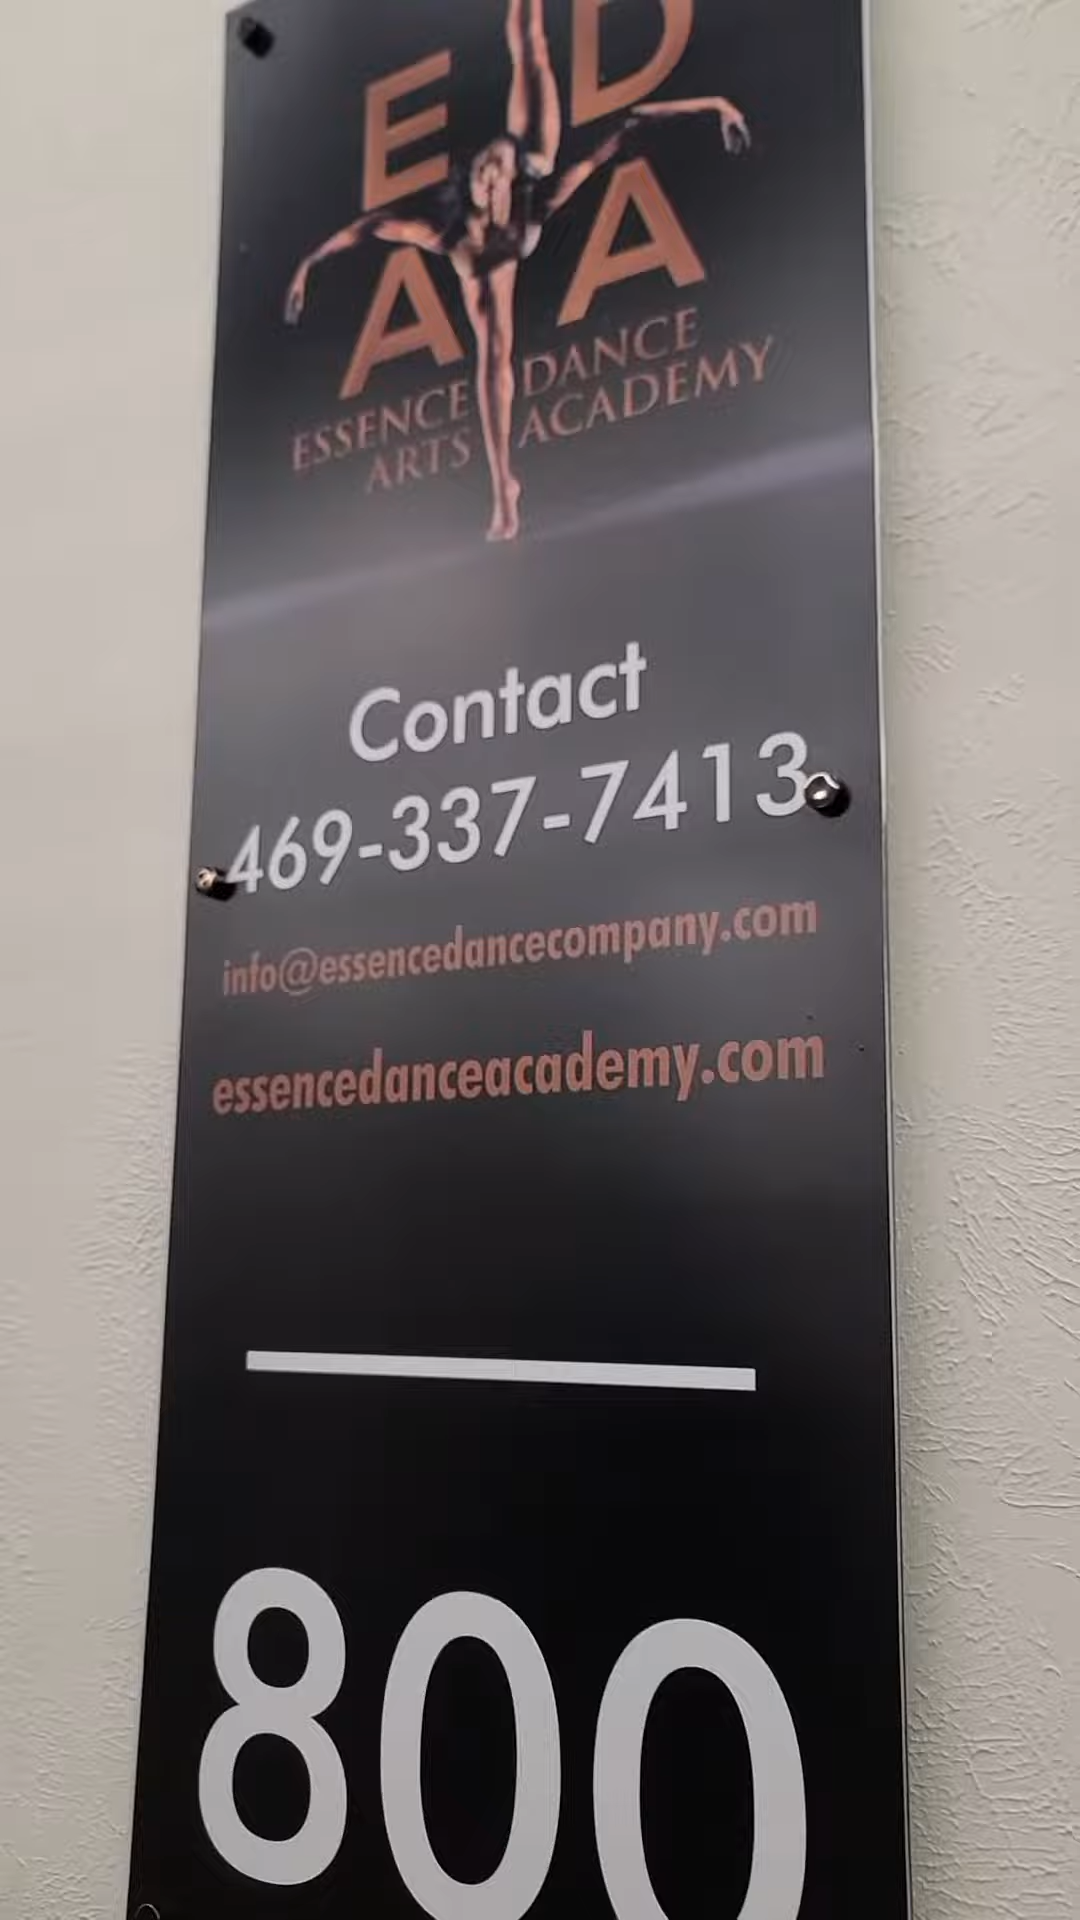 E D
A A
ESSENCE DANCE
ARTS ACADEMY
Contact
469-337-7413
info@essencedancecompany.com
essencedanceacademy.com
800